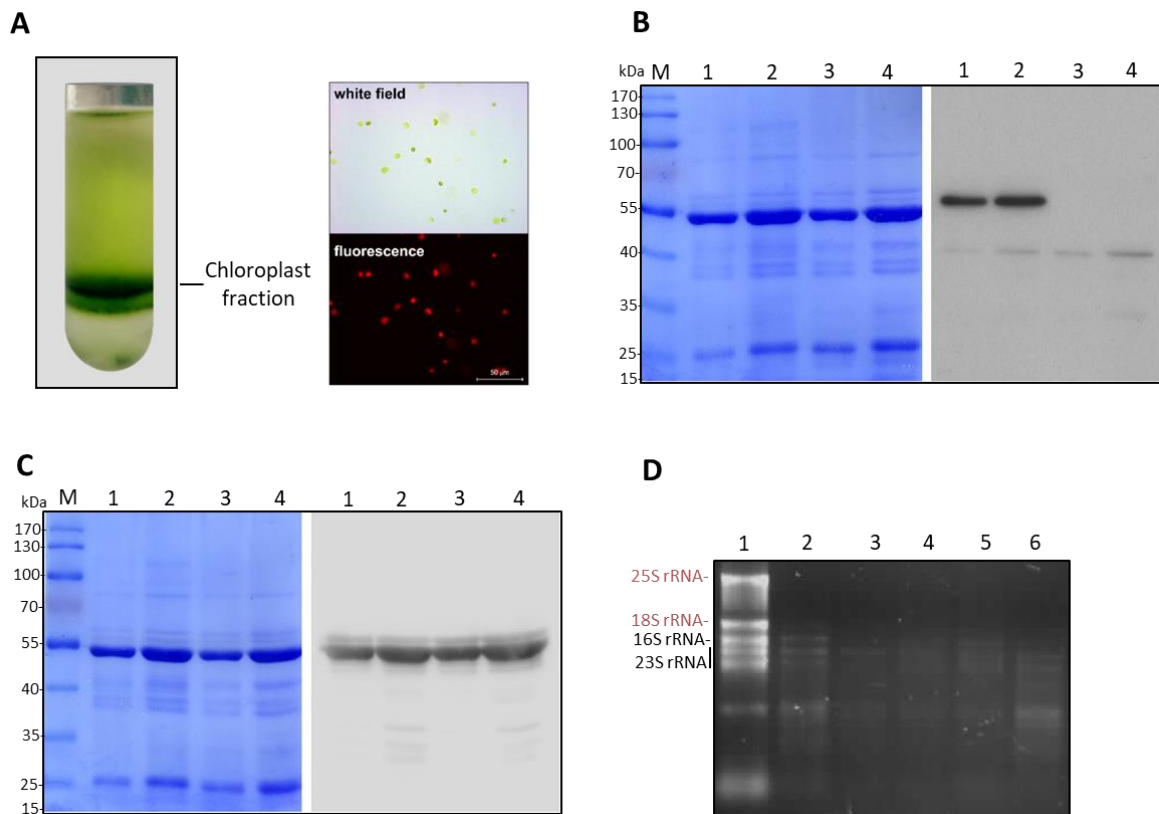 A
white field
fluorescence
50 μm
Chloroplast
fraction
B
kDa M 1 2 3 4 1 2 3 4
170-
130-
100-
70-
55-
40-
35-
25-
15-
C
kDa M 1 2 3 4 1 2 3 4
170-
130-
100-
70-
55-
40-
35-
25-
15-
D
1 2 3 4 5 6
25S rRNA-
18S rRNA-
16S rRNA-
23S rRNA